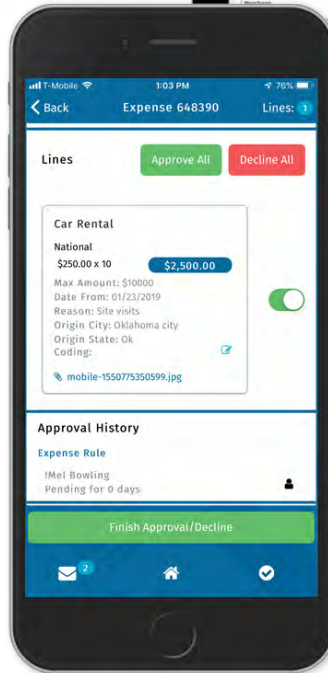 T-Mobile 1:03 PM 76%
Back Expense 648390 Lines: 1
Lines Approve All Decline All
Car Rental
National
$250.00 x 10 $2,500.00
Max Amount: $10000
Date From: 01/23/2019
Reason: Site visits
Origin City: Oklahoma city
Origin State: Ok
Coding:
mobile-1550775350599.jpg
Approval History
Expense Rule
!Mel Bowling
Pending for 0 days
Finish Approval/Decline
2